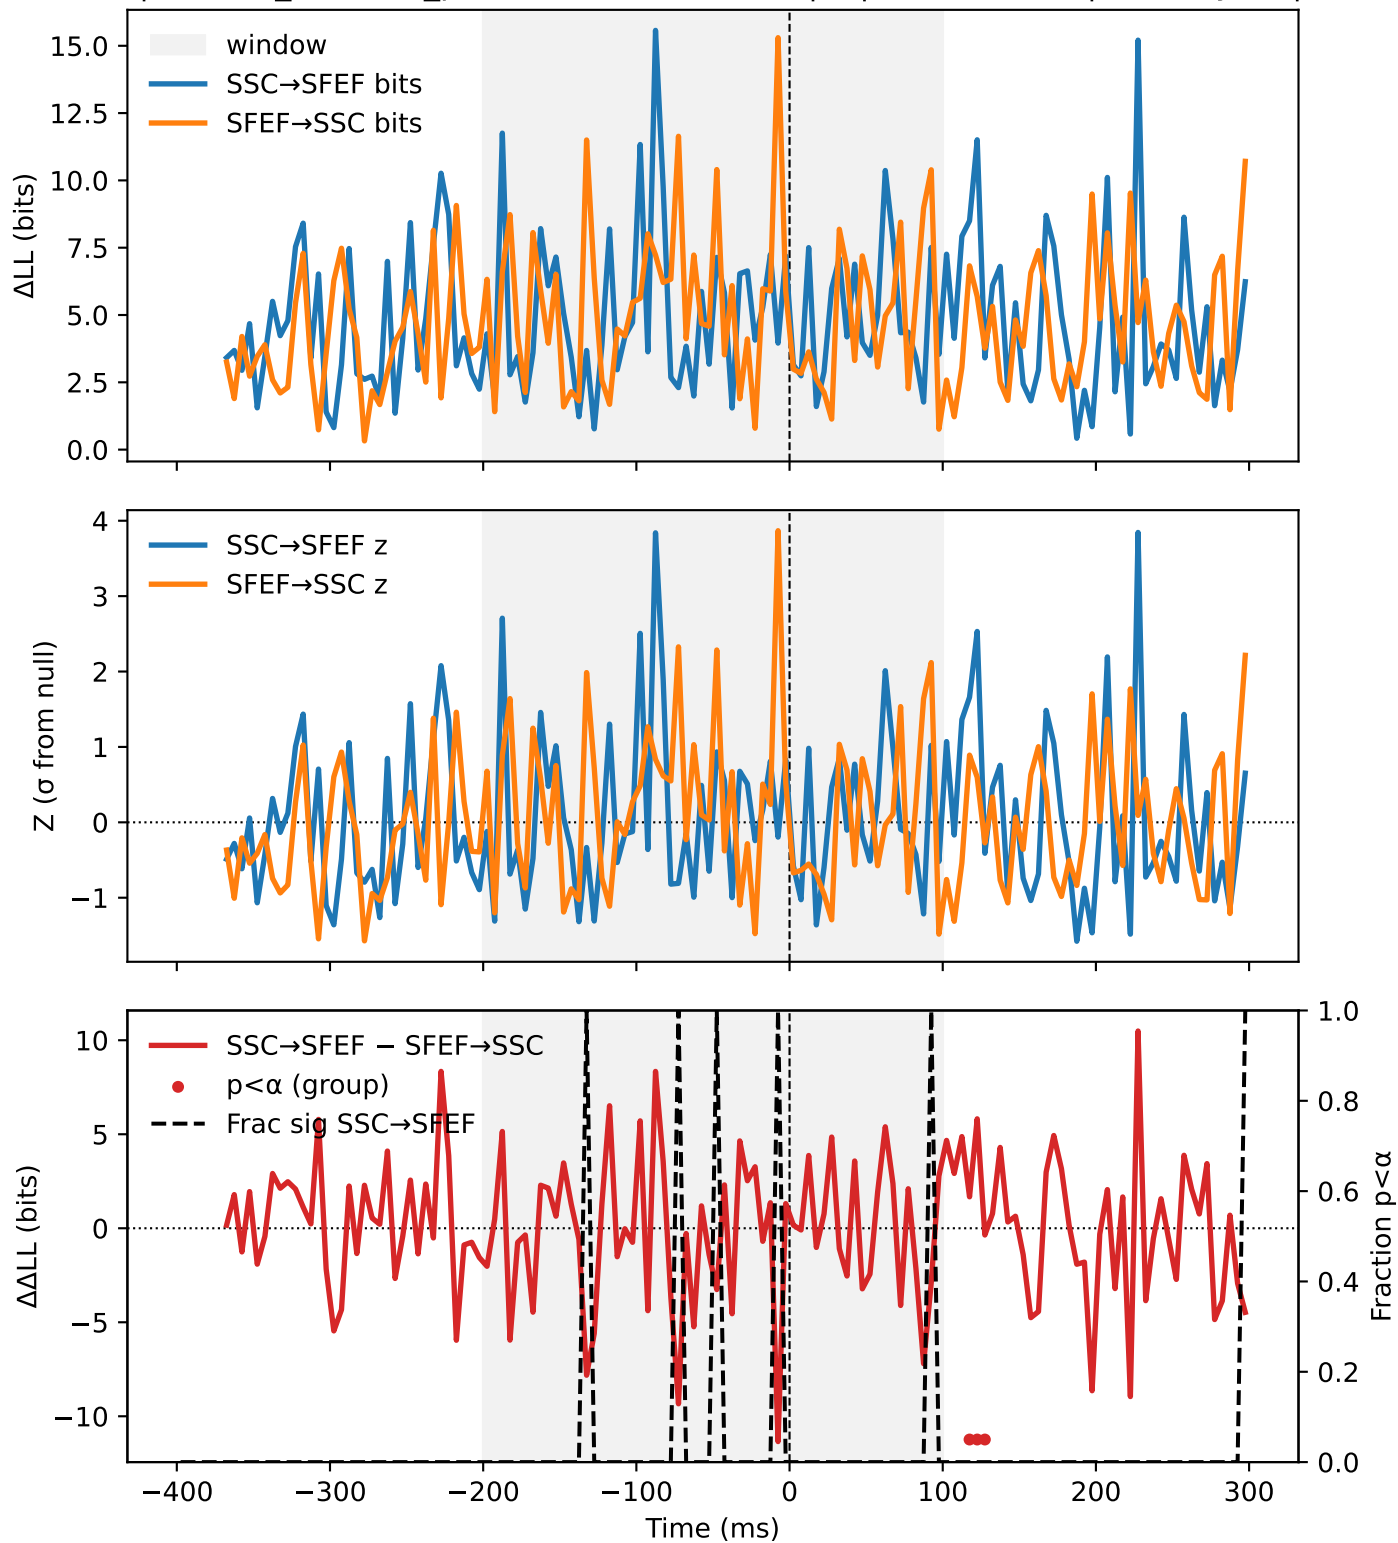 15.0
12.5
10.0
7.5
5.0
2.5
0.0
ΔLL (bits)
window
SSC→SFEF bits
SFEF→SSC bits
4
3
2
1
0
−1
Z (σ from null)
SSC→SFEF z
SFEF→SSC z
10
5
0
−5
−10
ΔΔLL (bits)
SSC→SFEF − SFEF→SSC
p<α (group)
Frac sig SSC→SFEF
1.0
0.8
0.6
0.4
0.2
0.0
Fraction p<α
−400 −300 −200 −100 0 100 200 300
Time (ms)